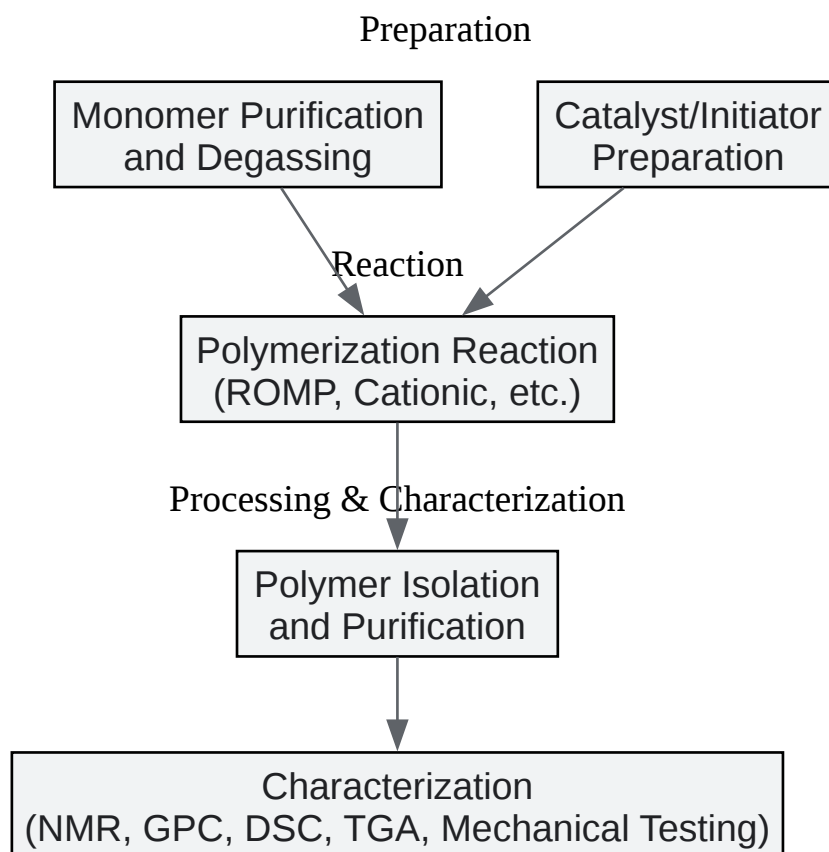 Preparation
Monomer Purification
and Degassing
Catalyst/Initiator
Preparation
Reaction
Polymerization Reaction
(ROMP, Cationic, etc.)
Processing & Characterization
Polymer Isolation
and Purification
Characterization
(NMR, GPC, DSC, TGA, Mechanical Testing)